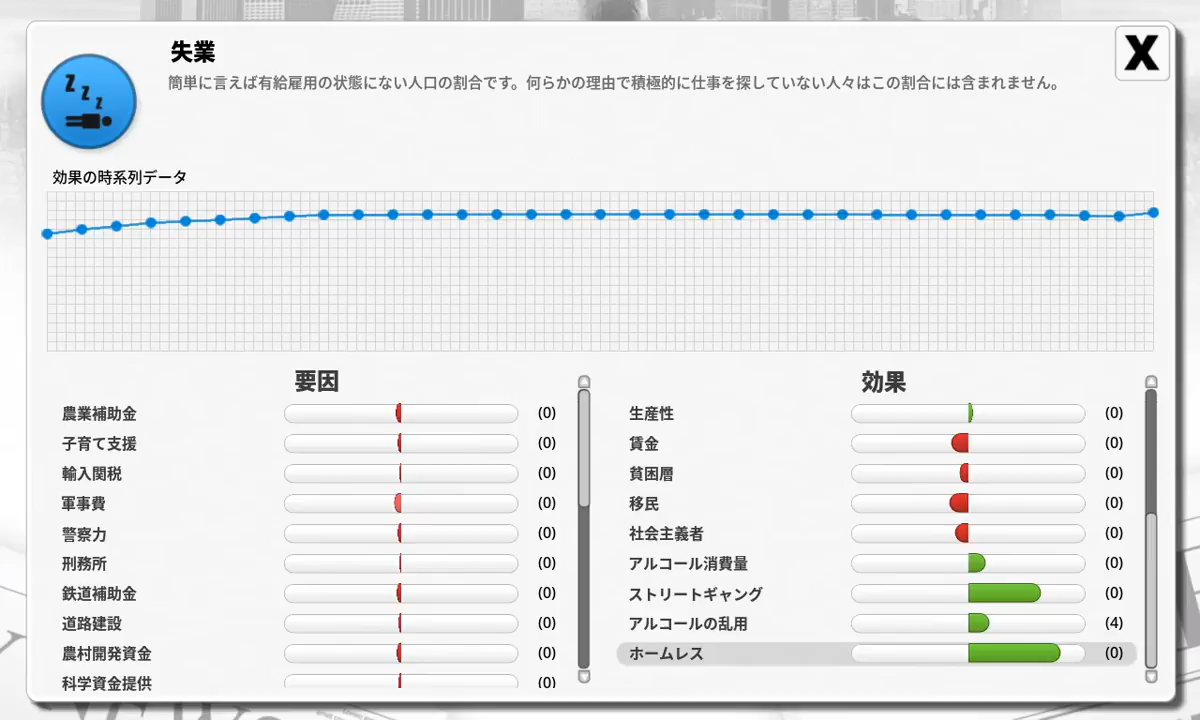 失業
簡単に言えば有給雇用の状態にない人口の割合です。何らかの理由で積極的に仕事を探していない人々はこの割合には含まれません。
X
Z
Z
Z
効果の時系列データ
要因
農業補助金 (0)
子育て支援 (0)
輸入関税 (0)
軍事費 (0)
警察力 (0)
刑務所 (0)
鉄道補助金 (0)
道路建設 (0)
農村開発資金 (0)
科学資金提供 (0)
効果
生産性 (0)
賃金 (0)
貧困層 (0)
移民 (0)
社会主義者 (0)
アルコール消費量 (0)
ストリートギャング (0)
アルコールの乱用 (4)
ホームレス (0)